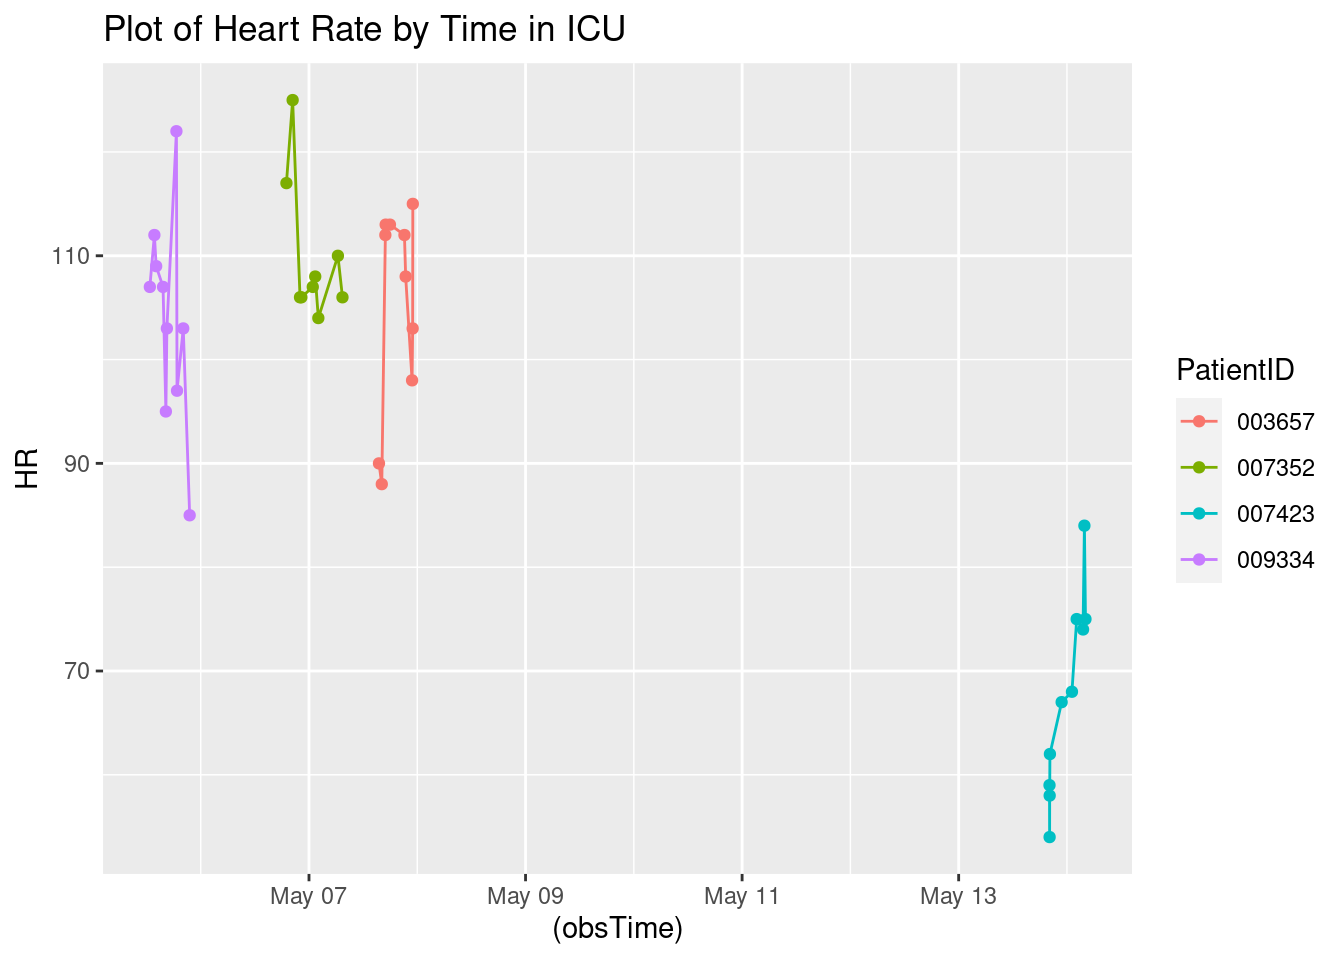 Plot of Heart Rate by Time in ICU
110
90
70
HR
May 07
May 09
May 11
May 13
(obsTime)
PatientID
003657
007352
007423
009334